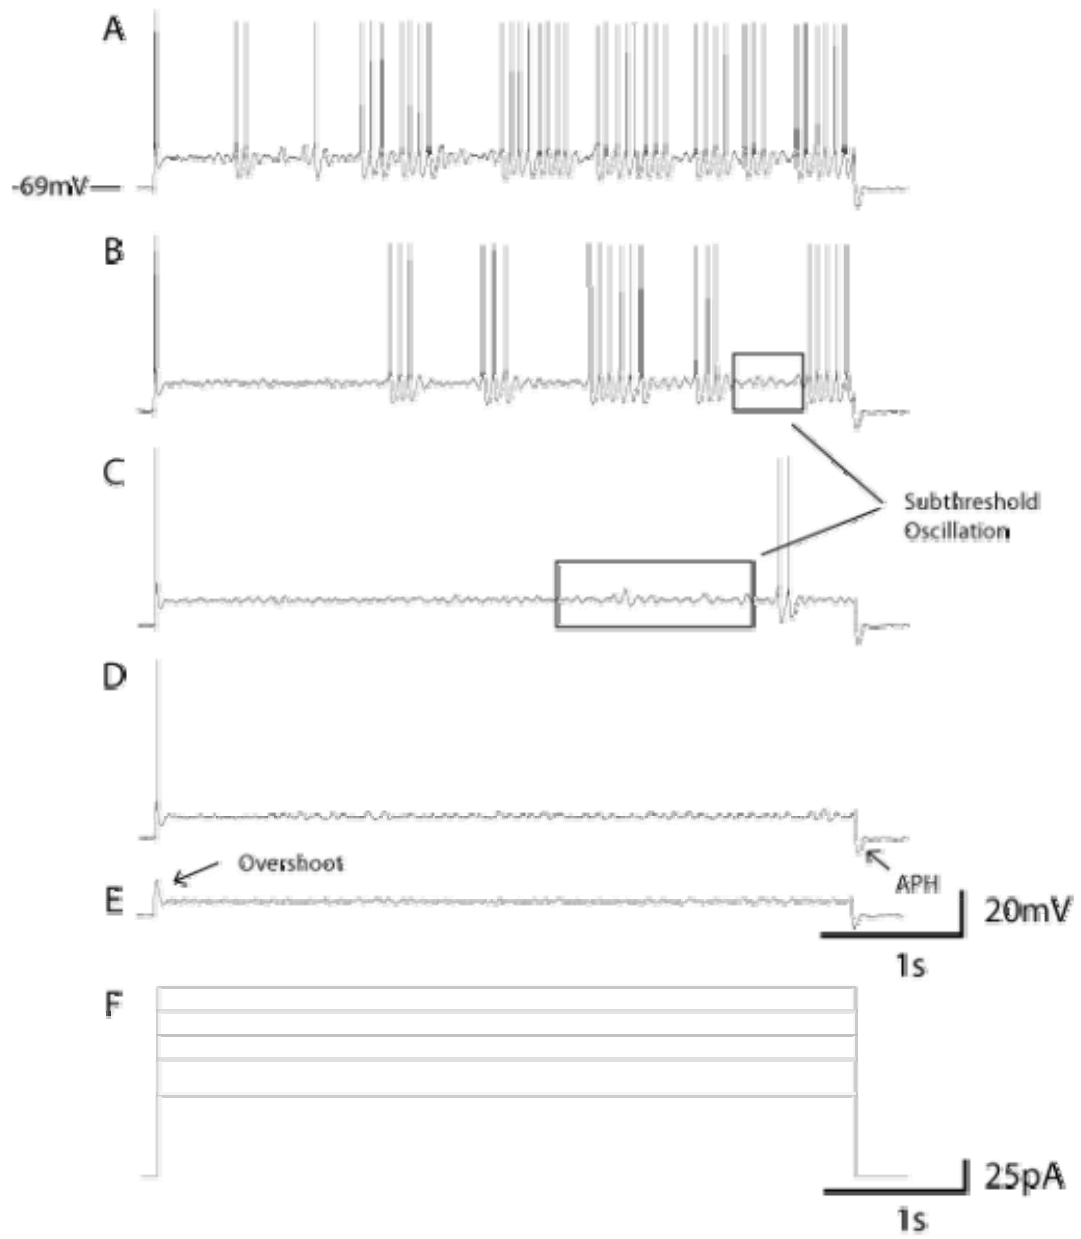 A
-69mV
B
C
Subthreshold
Oscillation
D
Overshoot
APH
E
20mV
1s
F
25pA
1s